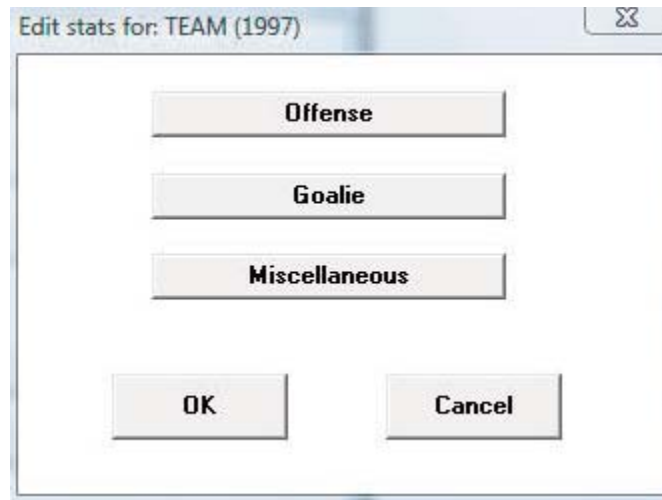 Edit stats for: TEAM (1997)
Offense
Goalie
Miscellaneous
OK
Cancel